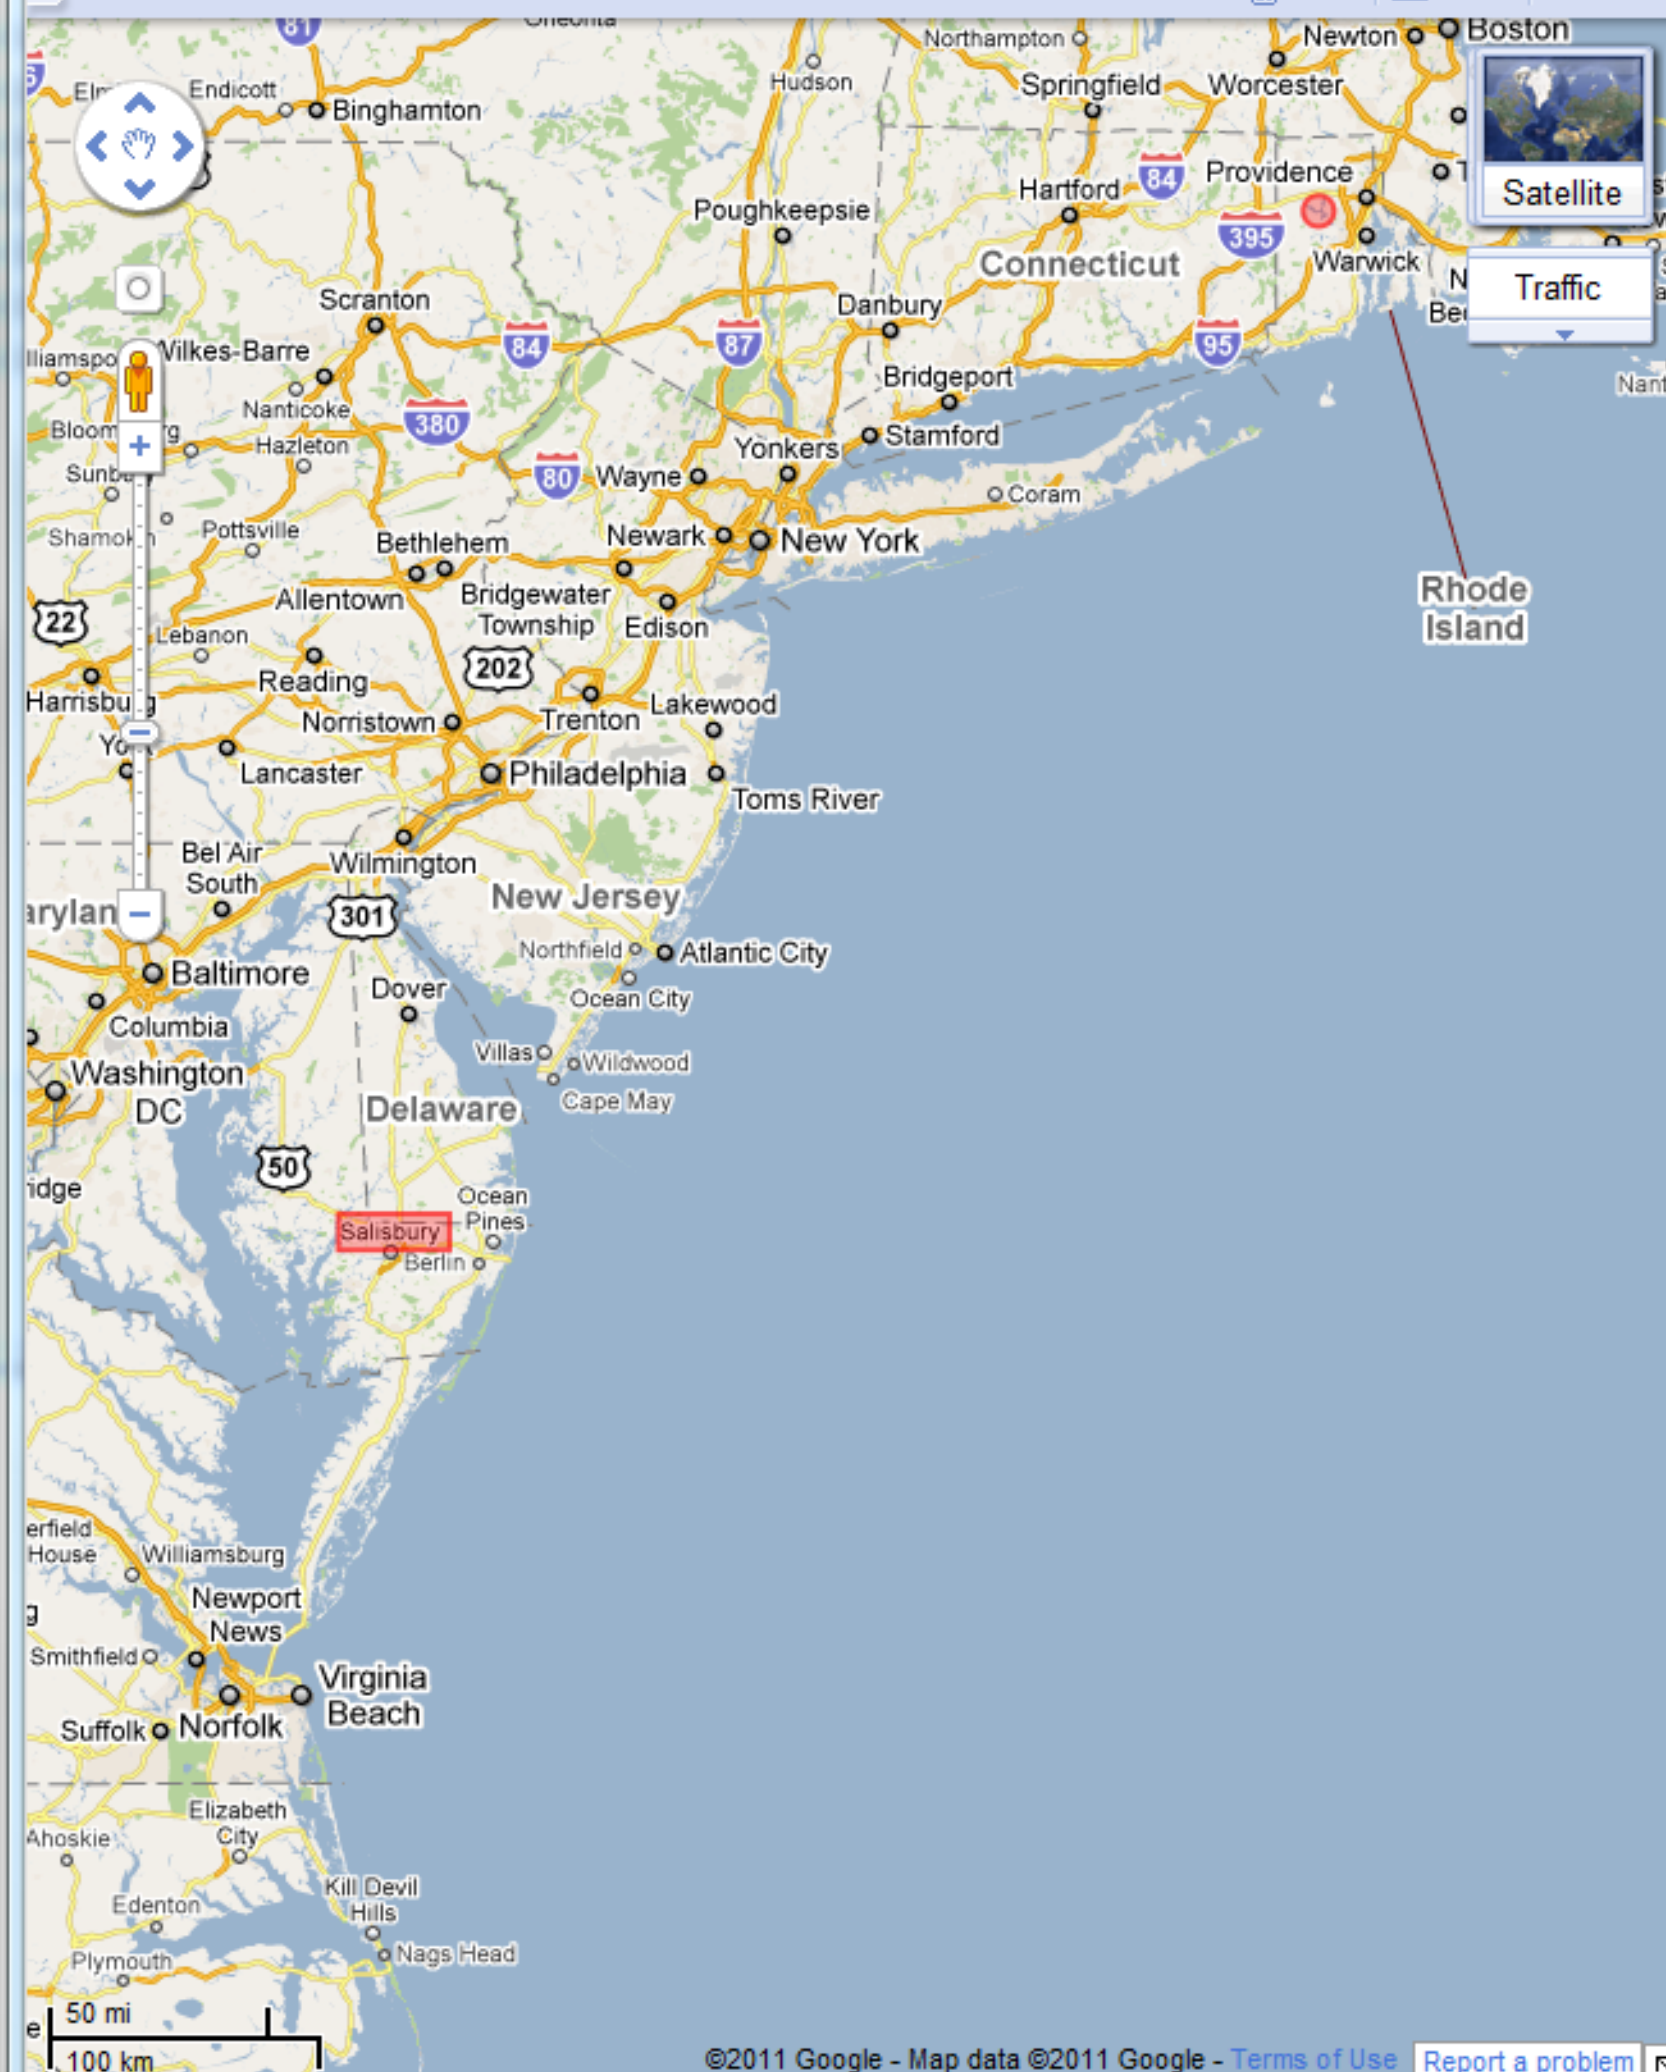 81
Oneonta
Northampton
Newton
Boston
Endicott
Binghamton
Hudson
Springfield
Worcester
Satellite
Providence
84
Hartford
Poughkeepsie
395
Connecticut
Warwick
Traffic
Scranton
Danbury
Wilkes-Barre
84
87
95
Bridgeport
Nanticoke
380
Hazleton
Yonkers
Stamford
80
Wayne
Coram
Pottsville
Newark
New York
Bethlehem
Allentown
Bridgewater
Township
Edison
Rhode
Island
22
Lebanon
202
Harrisburg
Reading
Lakewood
Norristown
Trenton
York
Lancaster
Philadelphia
Toms River
Bel Air
South
Wilmington
New Jersey
301
Northfield
Atlantic City
Baltimore
Dover
Ocean City
Columbia
Villas
Wildwood
Washington
DC
Cape May
Delaware
50
idge
Ocean
Pines
Salisbury
Berlin
erfield
House
Williamsburg
Newport
News
Smithfield
Virginia
Beach
Suffolk
Norfolk
Elizabeth
City
Ahoskie
Kill Devil
Hills
Edenton
Nags Head
Plymouth
50 mi
100 km
©2011 Google - Map data ©2011 Google - Terms of Use
Report a problem